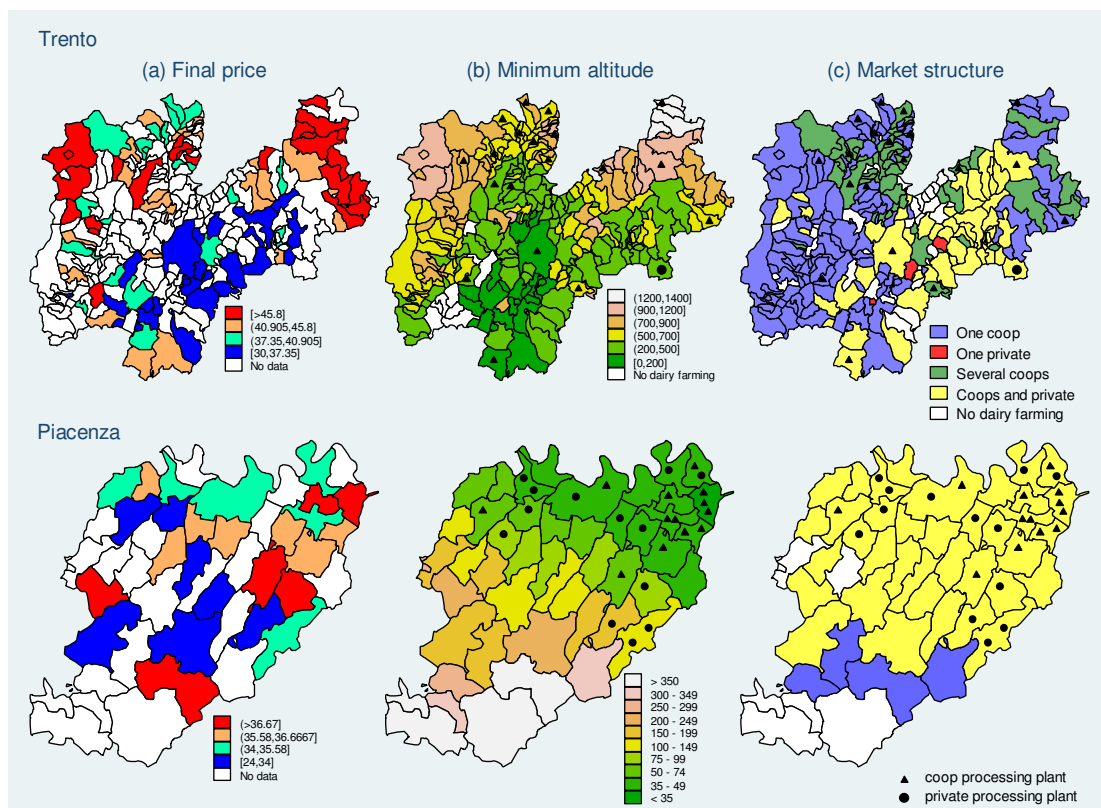 Trento
(a) Final price
(b) Minimum altitude
(c) Market structure
[>45.8]
(40.905,45.8]
(37.35,40.905]
[30,37.35]
No data
(1200,1400]
(900,1200]
(700,900]
(500,700]
(200,500]
[0,200]
No dairy farming
One coop
One private
Several coops
Coops and private
No dairy farming
Piacenza
(>36.67]
(35.58,36.6667]
(34,35.58]
[24,34]
No data
> 350
300 - 349
250 - 299
200 - 249
150 - 199
100 - 149
75 - 99
50 - 74
35 - 49
< 35
coop processing plant
private processing plant